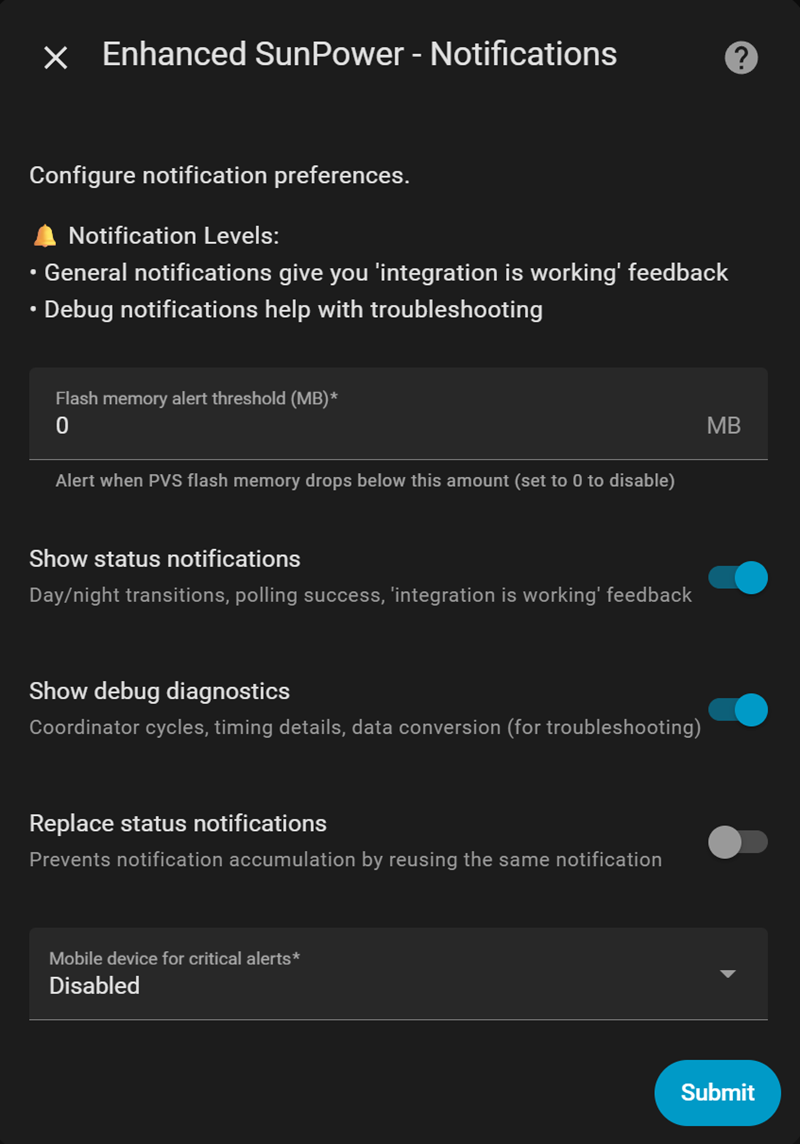 Enhanced SunPower - Notifications
?
Configure notification preferences.
🔔 Notification Levels:
• General notifications give you 'integration is working' feedback
• Debug notifications help with troubleshooting
Flash memory alert threshold (MB)*
0 MB
Alert when PVS flash memory drops below this amount (set to 0 to disable)
Show status notifications
Day/night transitions, polling success, 'integration is working' feedback
Show debug diagnostics
Coordinator cycles, timing details, data conversion (for troubleshooting)
Replace status notifications
Prevents notification accumulation by reusing the same notification
Mobile device for critical alerts*
Disabled
Submit